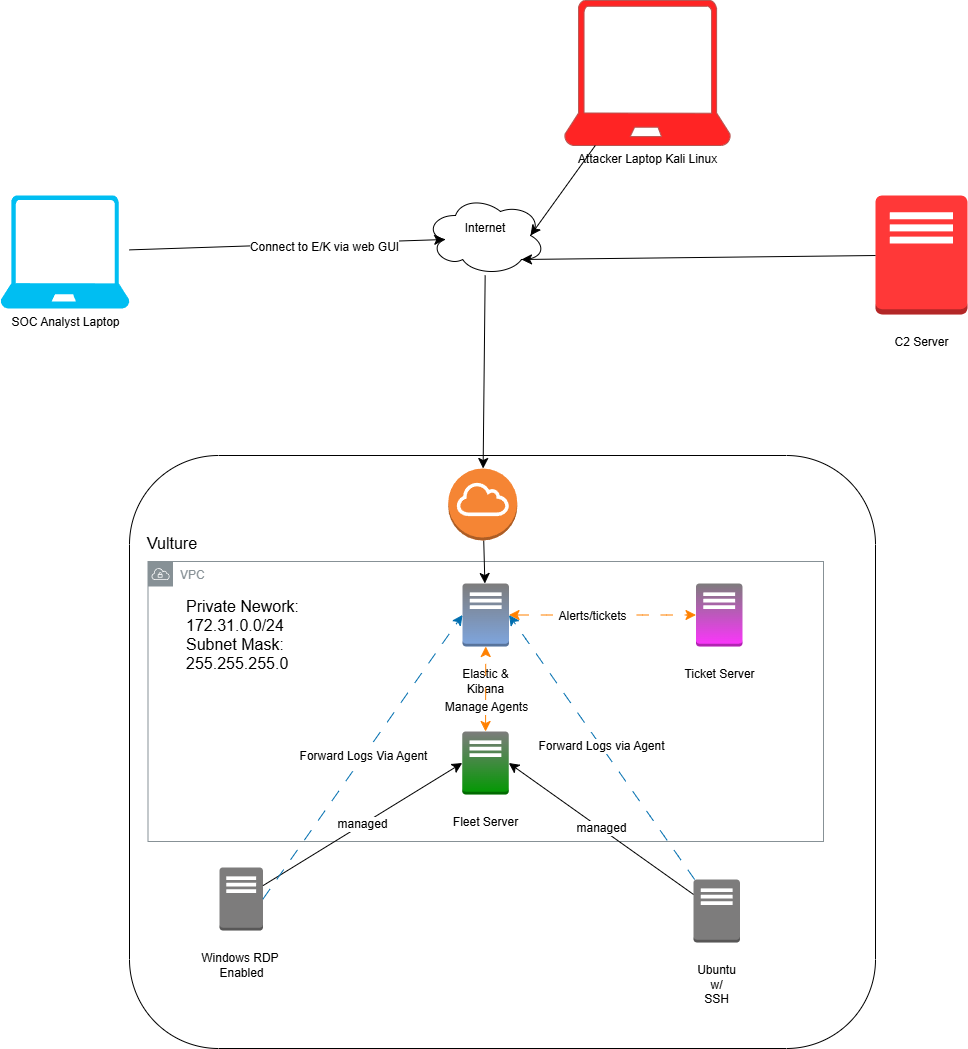 Attacker Laptop Kali Linux
Internet
Connect to E/K via web GUI
SOC Analyst Laptop
C2 Server
Vulture
VPC
Private Nework:
172.31.0.0/24
Subnet Mask:
255.255.255.0
Alerts/tickets
Elastic &
Kibana
Ticket Server
Manage Agents
Forward Logs Via Agent
Forward Logs via Agent
Fleet Server
managed
managed
Windows RDP
Enabled
Ubuntu
w/
SSH